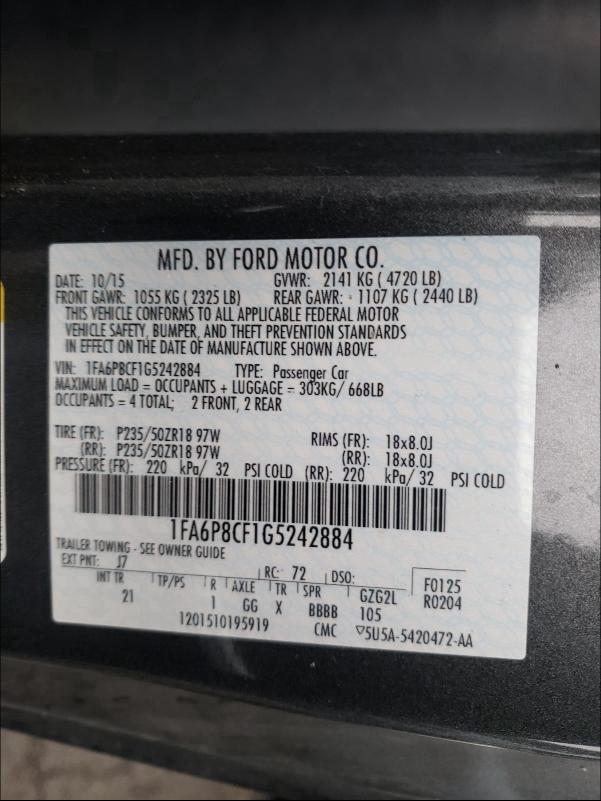 MFD. BY FORD MOTOR CO.
DATE: 10/15 GVWR: 2141 KG (4720 LB)
FRONT GAWR: 1055 KG (2325 LB) REAR GAWR: 1107 KG (2440 LB)
THIS VEHICLE CONFORMS TO ALL APPLICABLE FEDERAL MOTOR
VEHICLE SAFETY, BUMPER, AND THEFT PREVENTION STANDARDS
IN EFFECT ON THE DATE OF MANUFACTURE SHOWN ABOVE.
VIN: 1FA6P8CF1G5242884 TYPE: Passenger Car
MAXIMUM LOAD = OCCUPANTS + LUGGAGE = 303KG/ 668LB
OCCUPANTS = 4 TOTAL; 2 FRONT, 2 REAR
TIRE (FR): P235/50ZR18 97W RIMS (FR): 18x8.0J
(RR): P235/50ZR18 97W (RR): 18x8.0J
PRESSURE (FR): 220 kPa/ 32 PSI COLD (RR): 220 kPa/ 32 PSI COLD
1FA6P8CF1G5242884
TRAILER TOWING - SEE OWNER GUIDE
EXT PNT: J7 RC: 72 DSO: F0125
INT TR TP/PS R AXLE TR SPR GZG2L R0204
21 1 GG X BBBB 105
1201510195919 CMC ▽5U5A-5420472-AA